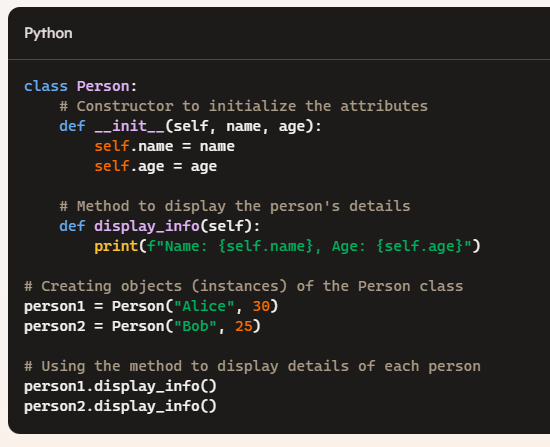 Python
class Person:
    # Constructor to initialize the attributes
    def __init__(self, name, age):
        self.name = name
        self.age = age

    # Method to display the person's details
    def display_info(self):
        print(f"Name: {self.name}, Age: {self.age}")

# Creating objects (instances) of the Person class
person1 = Person("Alice", 30)
person2 = Person("Bob", 25)

# Using the method to display details of each person
person1.display_info()
person2.display_info()